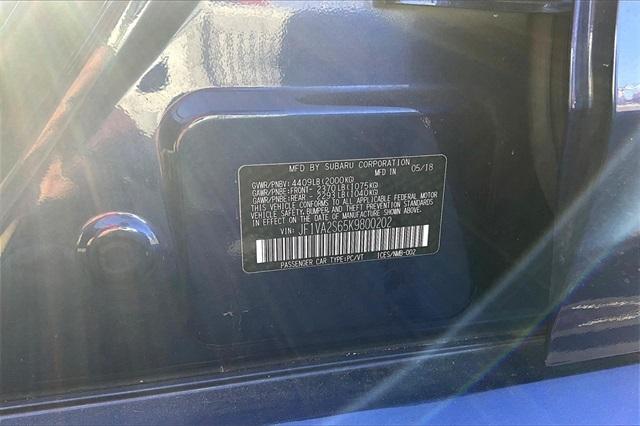 MFD BY SUBARU CORPORATION
MFD IN 05/18
GVWR/PNBV: 4409LB(2000KG)
GAWR/PNBE:FRONT- 2370LB(1075KG)
GAWR/PNBE:REAR - 2293LB(1040KG)
THIS VEHICLE CONFORMS TO ALL APPLICABLE FEDERAL MOTOR
VEHICLE SAFETY, BUMPER, AND THEFT PREVENTION STANDARDS
IN EFFECT ON THE DATE OF MANUFACTURE SHOWN ABOVE.
VIN: JF1VA2S65K9800202
PASSENGER CAR TYPE:PC/VT ICES/NMB-002